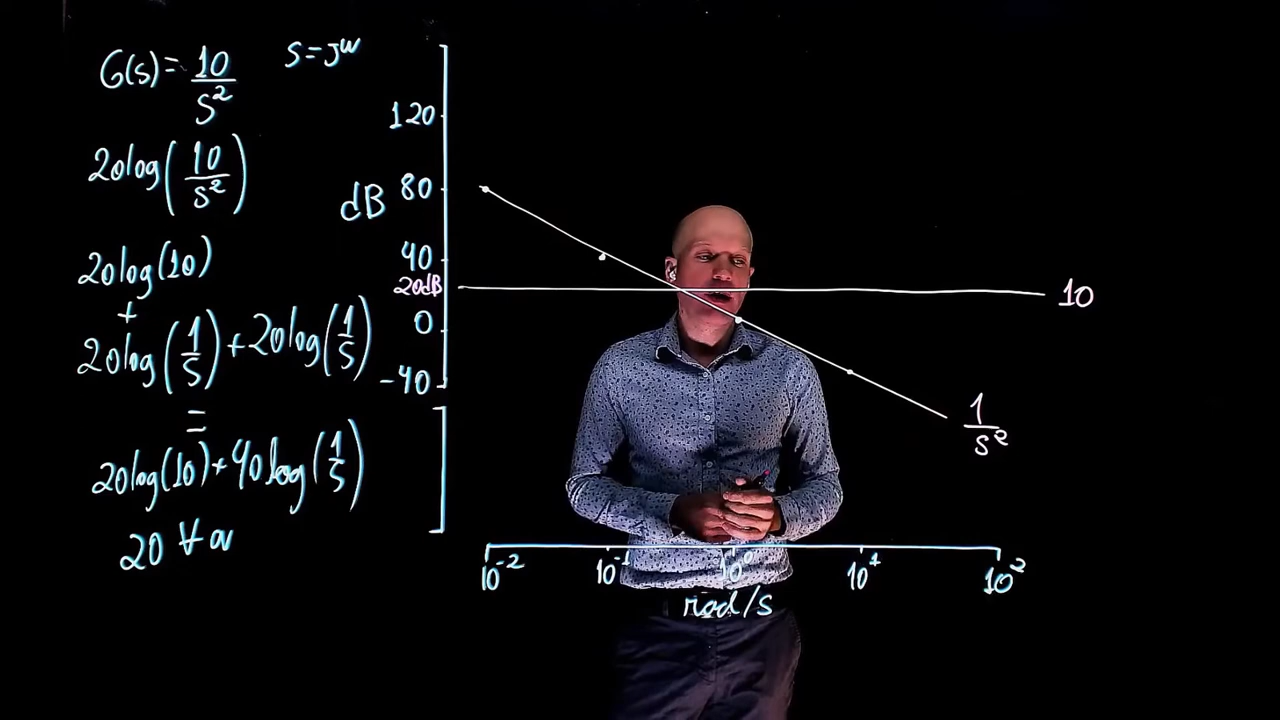 G(s)= 10/s²
s=jω
20log(10/s²)
20log(10)
+
20log(1/s)+20log(1/s)
=
20log(10)+40log(1/s)
20 ∀ ω
dB
120
80
40
20dB
0
-40
10
1/s²
10⁻² 10⁻¹ 10⁰ 10¹ 10²
rad/s